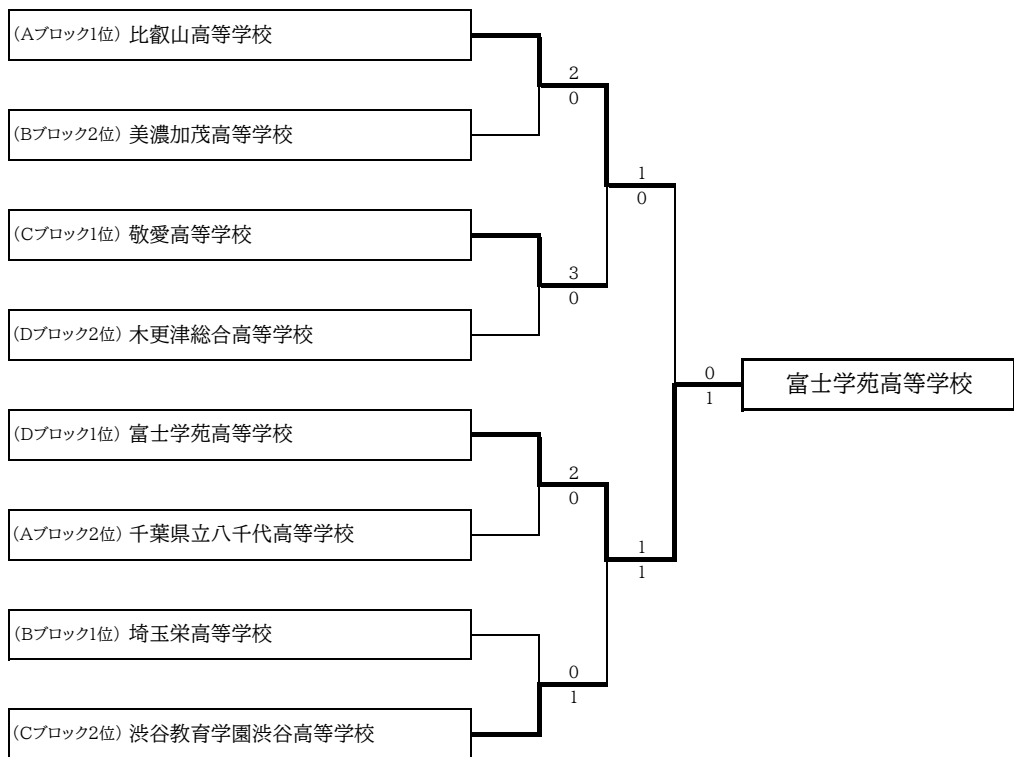 (Aブロック1位) 比叡山高等学校
2
0
(Bブロック2位) 美濃加茂高等学校
1
0
(Cブロック1位) 敬愛高等学校
3
0
(Dブロック2位) 木更津総合高等学校
0
1
富士学苑高等学校
(Dブロック1位) 富士学苑高等学校
2
0
(Aブロック2位) 千葉県立八千代高等学校
1
1
(Bブロック1位) 埼玉栄高等学校
0
1
(Cブロック2位) 渋谷教育学園渋谷高等学校